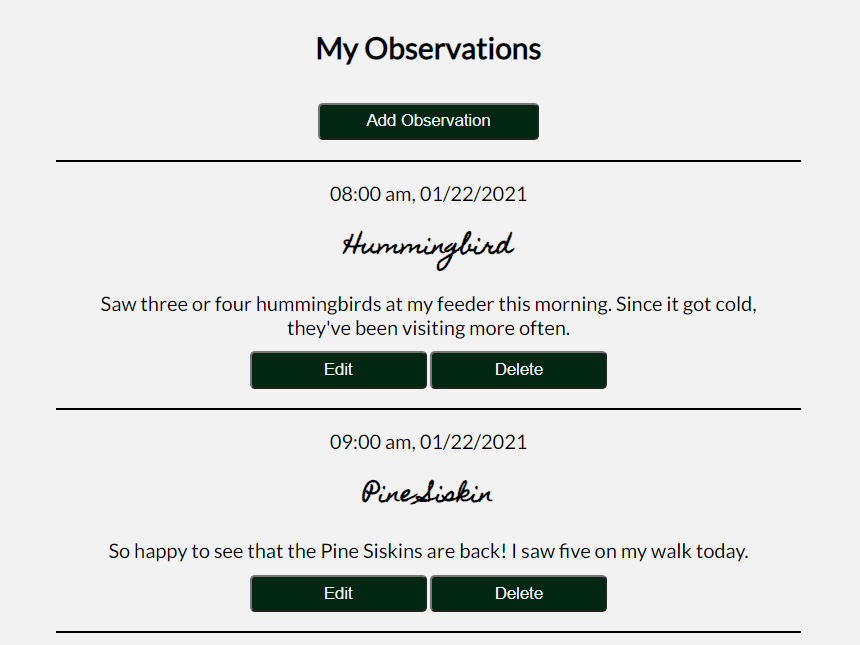 My Observations
Add Observation
08:00 am, 01/22/2021
Hummingbird
Saw three or four hummingbirds at my feeder this morning. Since it got cold,
they've been visiting more often.
Edit Delete
09:00 am, 01/22/2021
Pine Siskin
So happy to see that the Pine Siskins are back! I saw five on my walk today.
Edit Delete